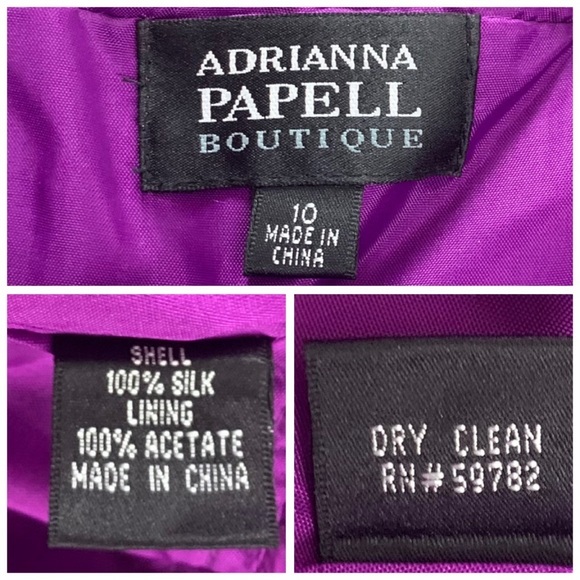 ADRIANNA
PAPELL
BOUTIQUE
10
MADE IN
CHINA
SHELL
100% SILK
LINING
100% ACETATE
MADE IN CHINA
DRY CLEAN
RN# 59782